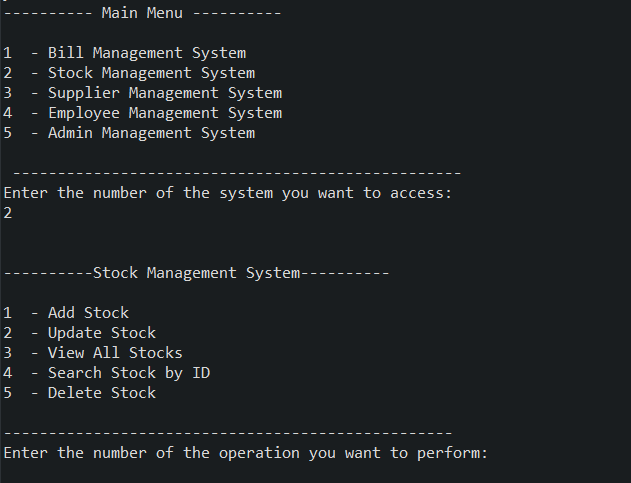 ---------- Main Menu ----------
1  - Bill Management System
2  - Stock Management System
3  - Supplier Management System
4  - Employee Management System
5  - Admin Management System
--------------------------------------------------
Enter the number of the system you want to access:
2
----------Stock Management System----------
1  - Add Stock
2  - Update Stock
3  - View All Stocks
4  - Search Stock by ID
5  - Delete Stock
--------------------------------------------------
Enter the number of the operation you want to perform: